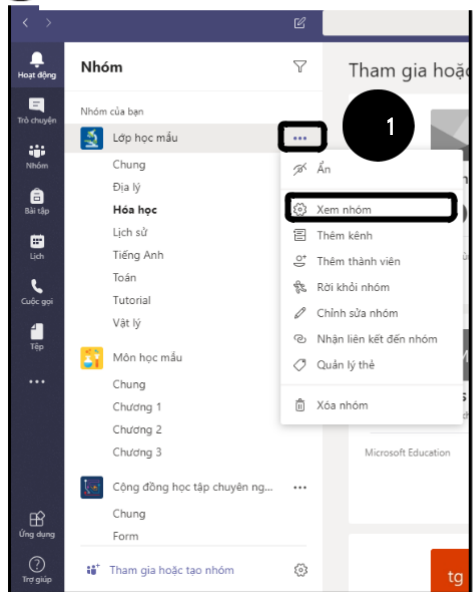 Hoạt động
Trò chuyện
Nhóm
Bài tập
Lịch
Cuộc gọi
Tệp
Ứng dụng
Trợ giúp
Nhóm
Nhóm của bạn
Lớp học mẫu
Chung
Địa lý
Hóa học
Lịch sử
Tiếng Anh
Toán
Tutorial
Vật lý
Môn học mẫu
Chung
Chương 1
Chương 2
Chương 3
Cộng đồng học tập chuyên ng...
Chung
Form
Tham gia hoặc tạo nhóm
1
Ẩn
Xem nhóm
Thêm kênh
Thêm thành viên
Rời khỏi nhóm
Chỉnh sửa nhóm
Nhận liên kết đến nhóm
Quản lý thẻ
Xóa nhóm
Tham gia hoặc
Microsoft Education
tg